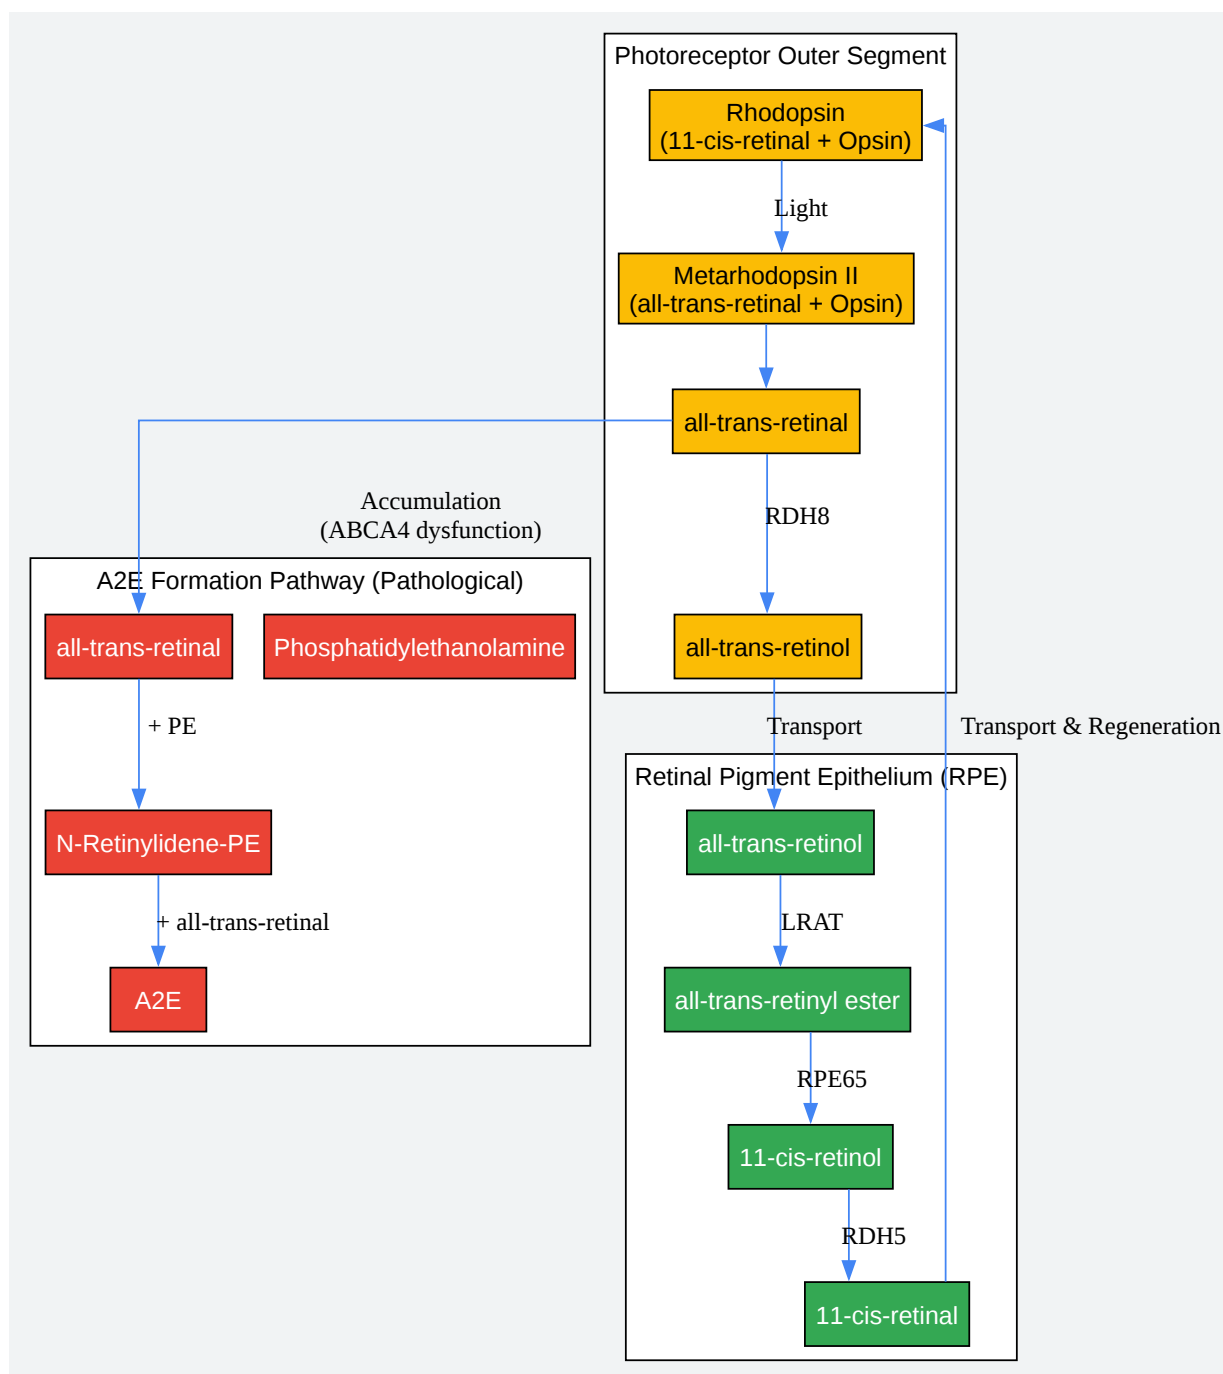 Photoreceptor Outer Segment
Rhodopsin
(11-cis-retinal + Opsin)
Light
Metarhodopsin II
(all-trans-retinal + Opsin)
all-trans-retinal
Accumulation
(ABCA4 dysfunction)
RDH8
A2E Formation Pathway (Pathological)
all-trans-retinal
Phosphatidylethanolamine
all-trans-retinol
+ PE
Transport
Transport & Regeneration
Retinal Pigment Epithelium (RPE)
N-Retinylidene-PE
all-trans-retinol
+ all-trans-retinal
LRAT
A2E
all-trans-retinyl ester
RPE65
11-cis-retinol
RDH5
11-cis-retinal